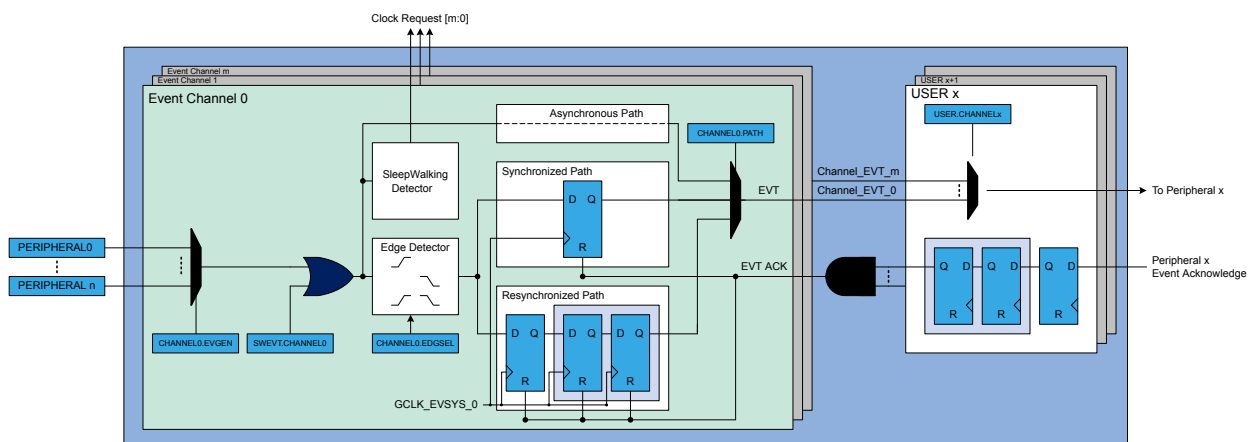 Clock Request [m:0]
Event Channel m
Event Channel 1
Event Channel 0
Asynchronous Path
CHANNEL0.PATH
SleepWalking
Detector
Synchronized Path
D Q
R
EVT
PERIPHERAL0
PERIPHERAL n
Edge Detector
CHANNEL0.EVGEN
SWEVT.CHANNEL0
CHANNEL0.EDGSEL
EVT ACK
Resynchronized Path
D Q D Q D Q
R R R
GCLK_EVSYS_0
Channel_EVT_m
Channel_EVT_0
USER x+1
USER x
USER.CHANNELx
To Peripheral x
Q D Q D Q D
R R R
Peripheral x
Event Acknowledge